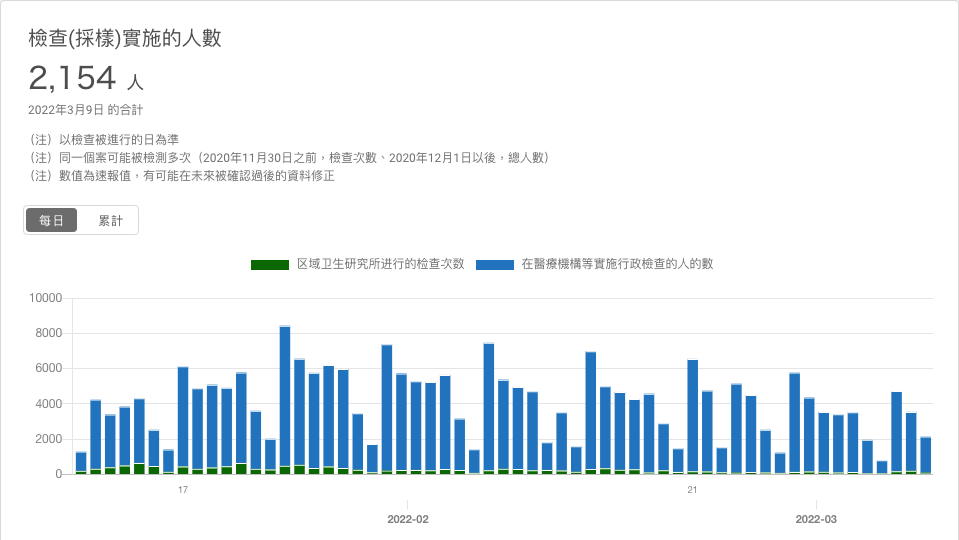 檢查(採樣)實施的人數
2,154 人
2022年3月9日 的合計
（注）以檢查被進行的日為準
（注）同一個案可能被檢測多次（2020年11月30日之前，檢查次數、2020年12月1日以後，總人數）
（注）數值為速報值，有可能在未來被確認過後的資料修正
每日 累計
区域卫生研究所进行的检查次数 在醫療機構等實施行政檢查的人的數
10000
8000
6000
4000
2000
0
17 21
2022-02 2022-03